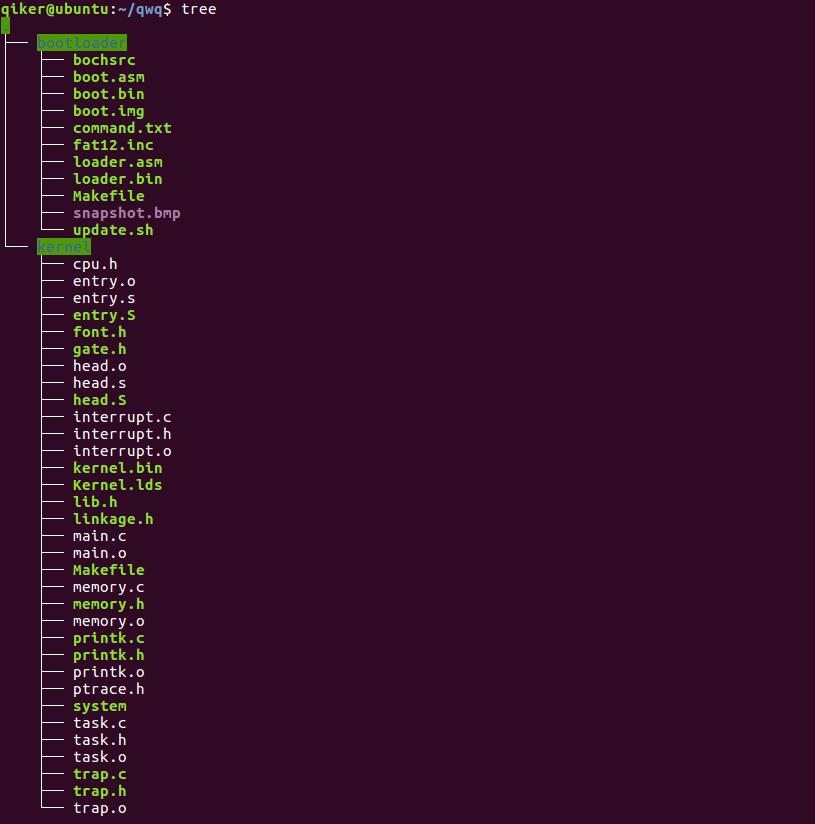 qiker@ubuntu:~/qwq$ tree
.
├── bootloader
│   ├── bochsrc
│   ├── boot.asm
│   ├── boot.bin
│   ├── boot.img
│   ├── command.txt
│   ├── fat12.inc
│   ├── loader.asm
│   ├── loader.bin
│   ├── Makefile
│   ├── snapshot.bmp
│   └── update.sh
└── kernel
    ├── cpu.h
    ├── entry.o
    ├── entry.s
    ├── entry.S
    ├── font.h
    ├── gate.h
    ├── head.o
    ├── head.s
    ├── head.S
    ├── interrupt.c
    ├── interrupt.h
    ├── interrupt.o
    ├── kernel.bin
    ├── Kernel.lds
    ├── lib.h
    ├── linkage.h
    ├── main.c
    ├── main.o
    ├── Makefile
    ├── memory.c
    ├── memory.h
    ├── memory.o
    ├── printk.c
    ├── printk.h
    ├── printk.o
    ├── ptrace.h
    ├── system
    ├── task.c
    ├── task.h
    ├── task.o
    ├── trap.c
    ├── trap.h
    └── trap.o